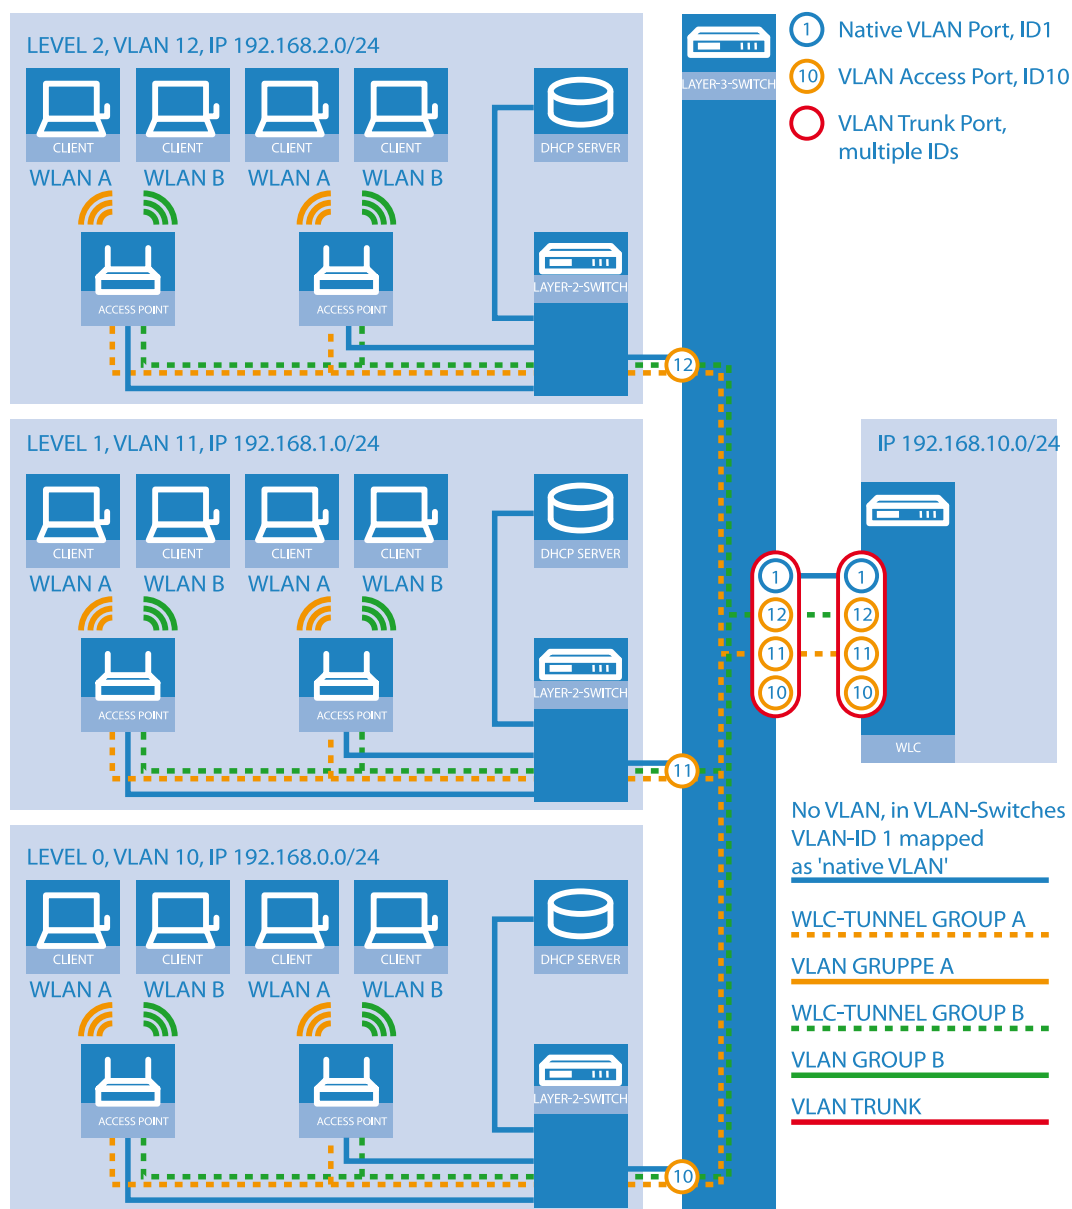 LEVEL 2, VLAN 12, IP 192.168.2.0/24
CLIENT CLIENT CLIENT CLIENT DHCP SERVER
WLAN A WLAN B WLAN A WLAN B
ACCESS POINT ACCESS POINT
LAYER-2-SWITCH
12
LAYER-3-SWITCH
1 Native VLAN Port, ID1
10 VLAN Access Port, ID10
VLAN Trunk Port,
multiple IDs
LEVEL 1, VLAN 11, IP 192.168.1.0/24
CLIENT CLIENT CLIENT CLIENT DHCP SERVER
WLAN A WLAN B WLAN A WLAN B
ACCESS POINT ACCESS POINT
LAYER-2-SWITCH
11
IP 192.168.10.0/24
1 1
12 12
11 11
10 10
WLC
LEVEL 0, VLAN 10, IP 192.168.0.0/24
CLIENT CLIENT CLIENT CLIENT DHCP SERVER
WLAN A WLAN B WLAN A WLAN B
ACCESS POINT ACCESS POINT
LAYER-2-SWITCH
10
No VLAN, in VLAN-Switches
VLAN-ID 1 mapped
as 'native VLAN'
WLC-TUNNEL GROUP A
VLAN GRUPPE A
WLC-TUNNEL GROUP B
VLAN GROUP B
VLAN TRUNK